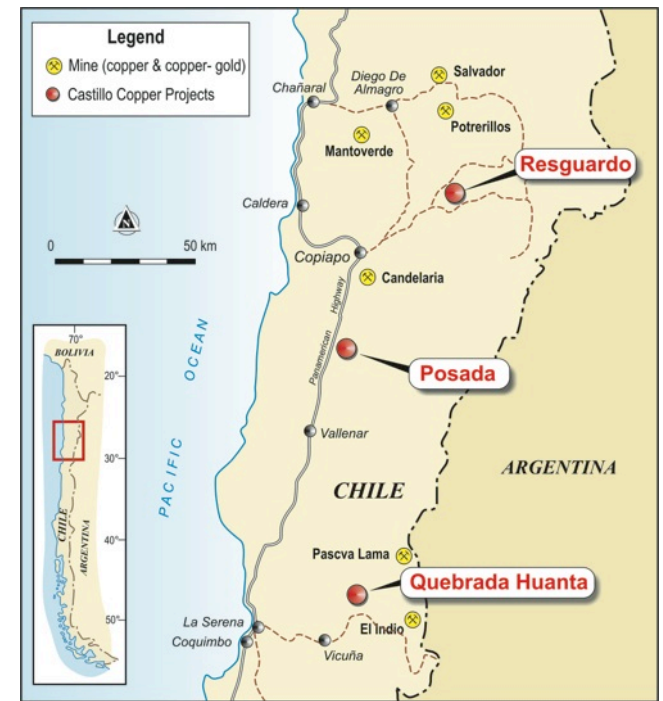 Legend
Mine (copper & copper- gold)
Castillo Copper Projects
Salvador
Diego De
Almagro
Chañaral
Potrerillos
Mantoverde
Resguardo
Caldera
0
50 km
Copiapo
Candelaria
Panamerican Highway
PACIFIC OCEAN
Posada
Vallenar
CHILE
ARGENTINA
70°
BOLIVIA
20°
30°
40°
50°
CHILE
ARGENTINA
Pascva Lama
Quebrada Huanta
La Serena
Coquimbo
El Indio
Vicuña